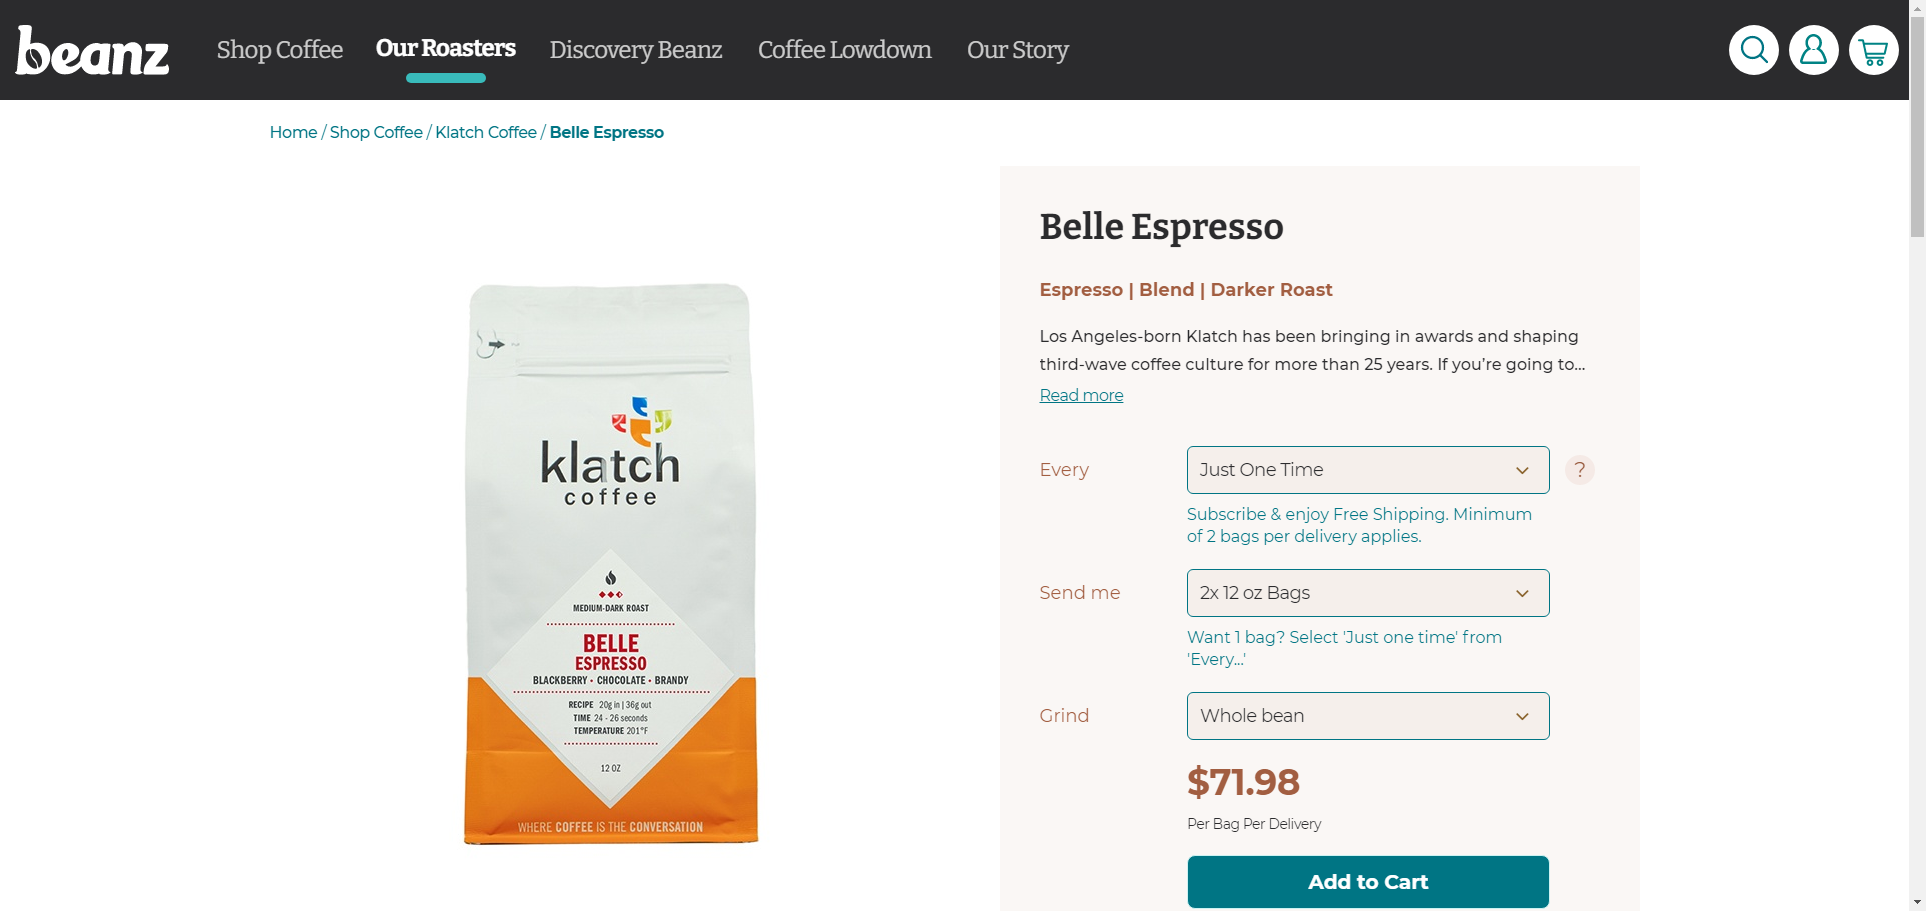 beanz
Shop Coffee
Our Roasters
Discovery Beanz
Coffee Lowdown
Our Story
Home / Shop Coffee / Klatch Coffee / Belle Espresso
klatch
coffee
MEDIUM-DARK ROAST
BELLE
ESPRESSO
BLACKBERRY • CHOCOLATE • BRANDY
RECIPE 20g in | 36g out
TIME 24 - 26 seconds
TEMPERATURE 201°F
12 OZ
WHERE COFFEE IS THE CONVERSATION
Belle Espresso
Espresso | Blend | Darker Roast
Los Angeles-born Klatch has been bringing in awards and shaping
third-wave coffee culture for more than 25 years. If you’re going to...
Read more
Every
Just One Time
?
Subscribe & enjoy Free Shipping. Minimum
of 2 bags per delivery applies.
Send me
2x 12 oz Bags
Want 1 bag? Select 'Just one time' from
'Every...'
Grind
Whole bean
$71.98
Per Bag Per Delivery
Add to Cart